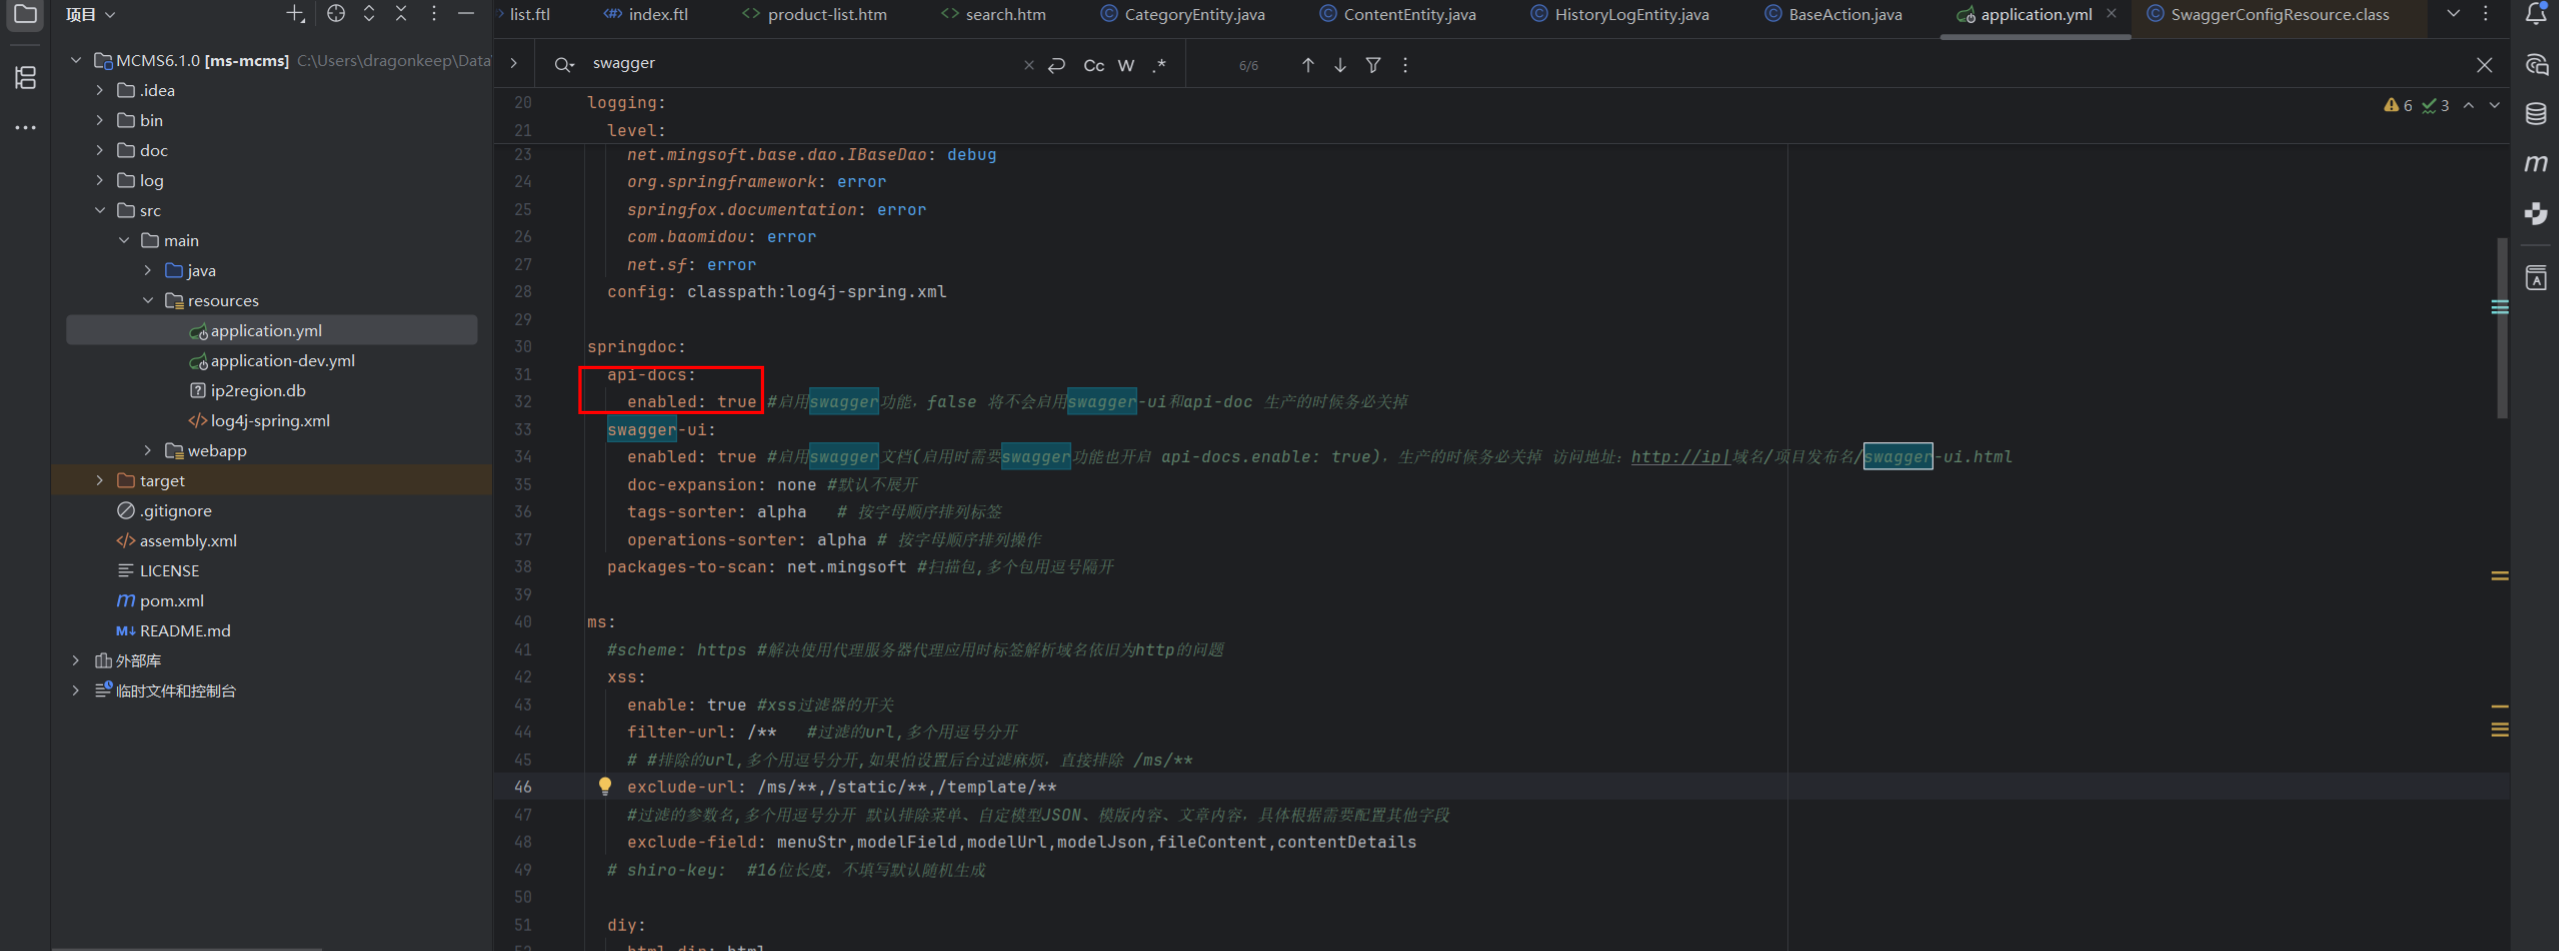 项目
list.ftl
index.ftl
product-list.htm
search.htm
CategoryEntity.java
ContentEntity.java
HistoryLogEntity.java
BaseAction.java
application.yml
SwaggerConfigResource.class
MCMS6.1.0 [ms-mcms] C:\Users\dragonkeep\Data
.idea
bin
doc
log
src
main
java
resources
application.yml
application-dev.yml
ip2region.db
log4j-spring.xml
webapp
target
.gitignore
assembly.xml
LICENSE
pom.xml
README.md
外部库
临时文件和控制台
swagger
Cc W .*
6/6
6 3
20 logging:
21 level:
23 net.mingsoft.base.dao.IBaseDao: debug
24 org.springframework: error
25 springfox.documentation: error
26 com.baomidou: error
27 net.sf: error
28 config: classpath:log4j-spring.xml
29
30 springdoc:
31 api-docs:
32 enabled: true #启用swagger功能，false 将不会启用swagger-ui和api-doc 生产的时候务必关掉
33 swagger-ui:
34 enabled: true #启用swagger文档(启用时需要swagger功能也开启 api-docs.enable: true)，生产的时候务必关掉 访问地址：http://ip|域名/项目发布名/swagger-ui.html
35 doc-expansion: none #默认不展开
36 tags-sorter: alpha # 按字母顺序排列标签
37 operations-sorter: alpha # 按字母顺序排列操作
38 packages-to-scan: net.mingsoft #扫描包,多个包用逗号隔开
39
40 ms:
41 #scheme: https #解决使用代理服务器代理应用时标签解析域名依旧为http的问题
42 xss:
43 enable: true #xss过滤器的开关
44 filter-url: /** #过滤的url,多个用逗号分开
45 # #排除的url,多个用逗号分开,如果怕设置后台过滤麻烦，直接排除 /ms/**
46 exclude-url: /ms/**,/static/**,/template/**
47 #过滤的参数名,多个用逗号分开 默认排除菜单、自定模型JSON、模版内容、文章内容，具体根据需要配置其他字段
48 exclude-field: menuStr,modelField,modelUrl,modelJson,fileContent,contentDetails
49 # shiro-key: #16位长度，不填写默认随机生成
50
51 diy:
52 html-dir: html